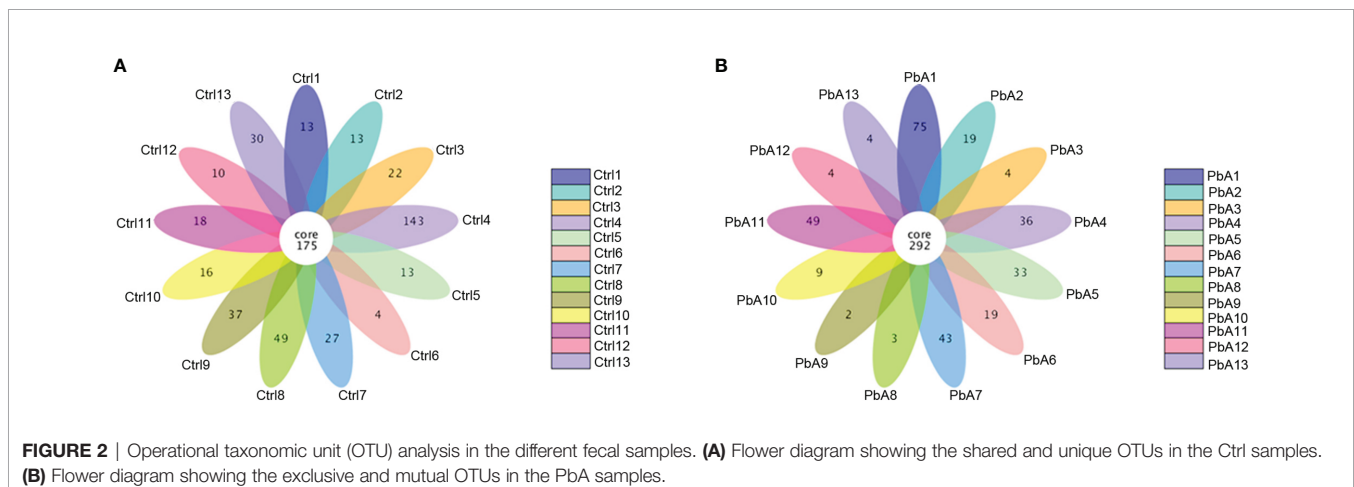 A
Ctrl1
Ctrl2
Ctrl3
Ctrl4
Ctrl5
Ctrl6
Ctrl7
Ctrl8
Ctrl9
Ctrl10
Ctrl11
Ctrl12
Ctrl13
13
13
22
143
13
4
27
49
37
16
18
10
30
core
175
Ctrl1
Ctrl2
Ctrl3
Ctrl4
Ctrl5
Ctrl6
Ctrl7
Ctrl8
Ctrl9
Ctrl10
Ctrl11
Ctrl12
Ctrl13
B
PbA1
PbA2
PbA3
PbA4
PbA5
PbA6
PbA7
PbA8
PbA9
PbA10
PbA11
PbA12
PbA13
75
19
4
36
33
19
43
3
2
9
49
4
4
core
292
PbA1
PbA2
PbA3
PbA4
PbA5
PbA6
PbA7
PbA8
PbA9
PbA10
PbA11
PbA12
PbA13
FIGURE 2 | Operational taxonomic unit (OTU) analysis in the different fecal samples. (A) Flower diagram showing the shared and unique OTUs in the Ctrl samples.
(B) Flower diagram showing the exclusive and mutual OTUs in the PbA samples.